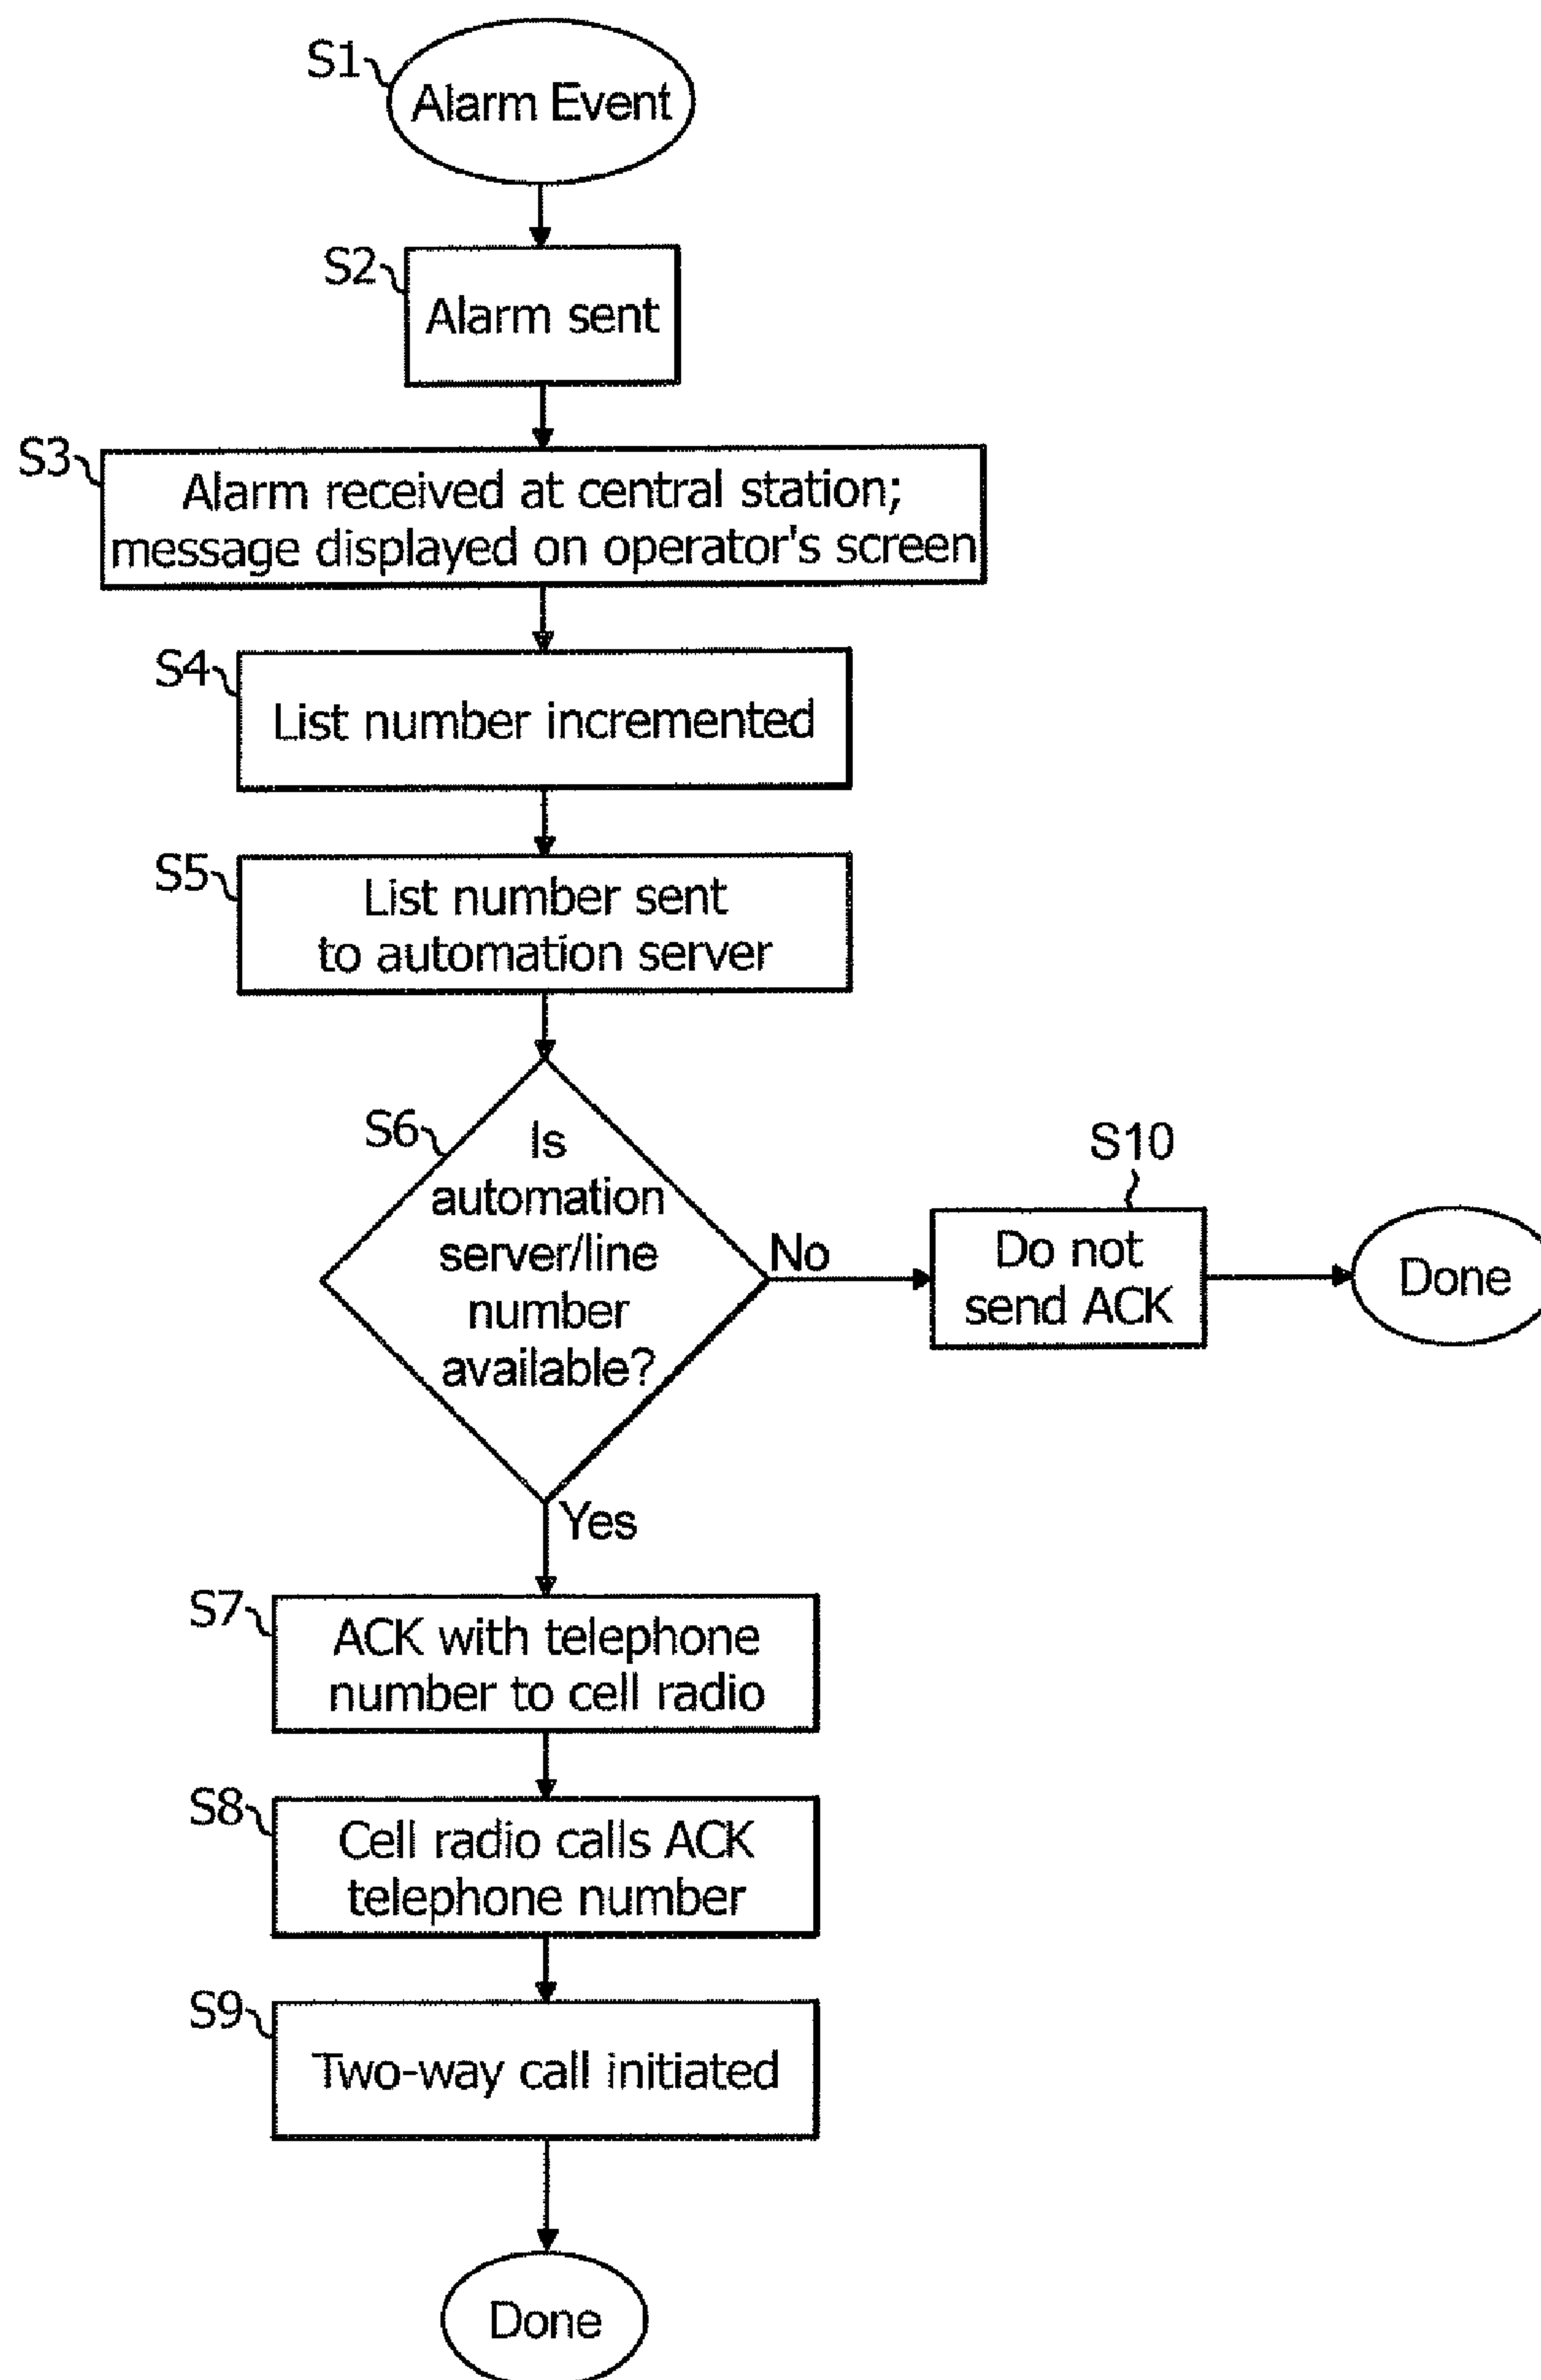 S1
Alarm Event
S2
Alarm sent
S3
Alarm received at central station;
message displayed on operator's screen
S4
List number incremented
S5
List number sent
to automation server
S6
Is
automation
server/line
number
available?
No
S10
Do not
send ACK
Done
Yes
S7
ACK with telephone
number to cell radio
S8
Cell radio calls ACK
telephone number
S9
Two-way call initiated
Done